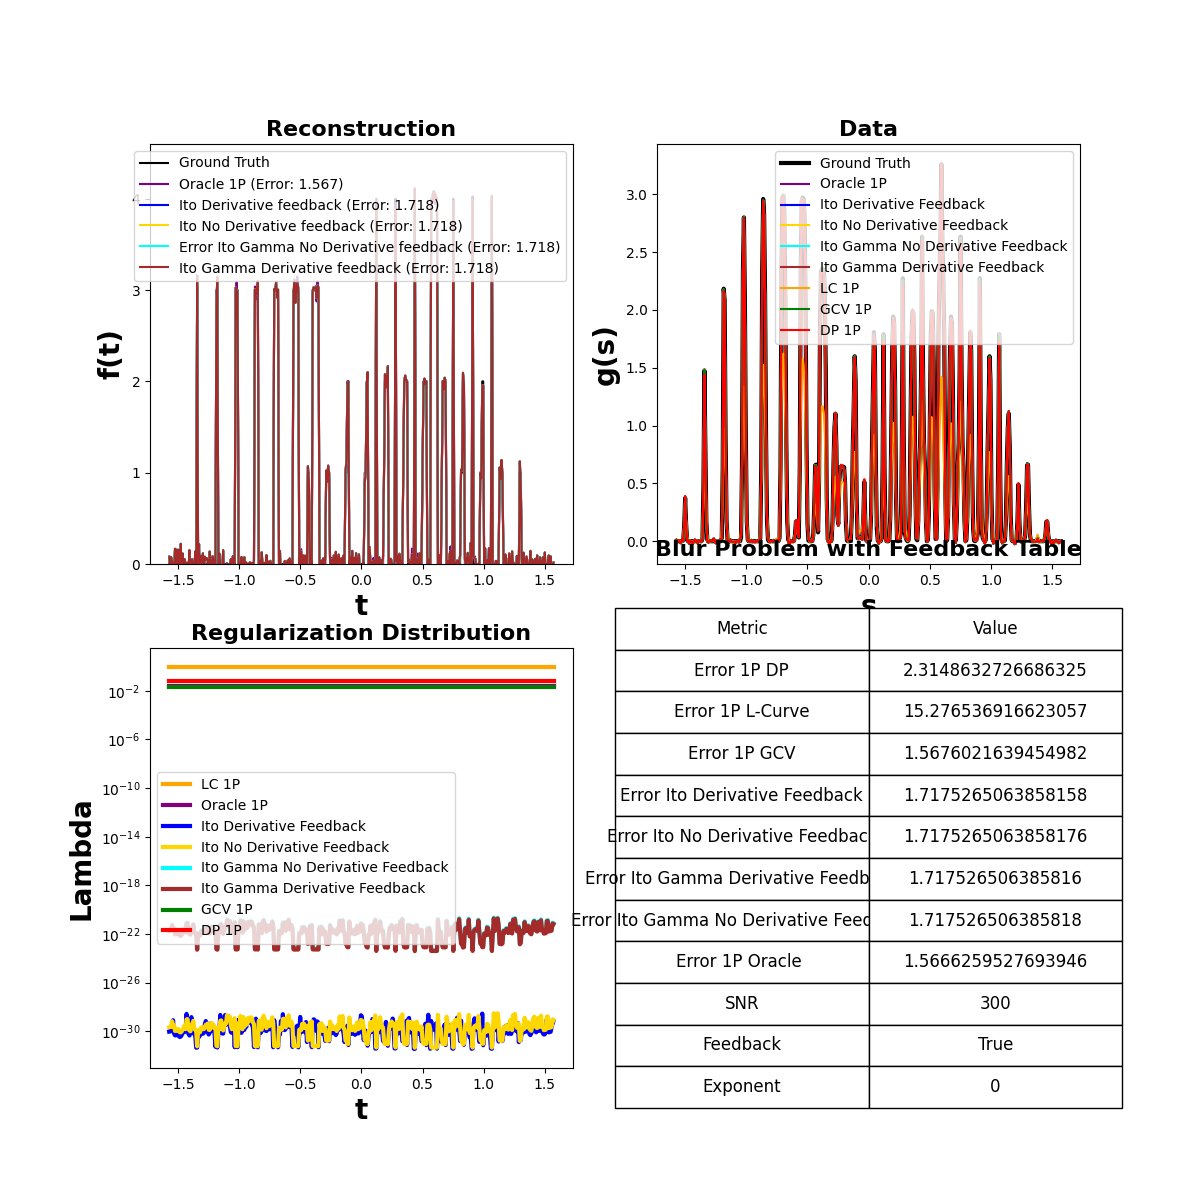 Reconstruction
Ground Truth
Oracle 1P (Error: 1.567)
Ito Derivative feedback (Error: 1.718)
Ito No Derivative feedback (Error: 1.718)
Error Ito Gamma No Derivative feedback (Error: 1.718)
Ito Gamma Derivative feedback (Error: 1.718)
f(t)
4
3
2
1
0
−1.5 −1.0 −0.5 0.0 0.5 1.0 1.5
t
Data
Ground Truth
Oracle 1P
Ito Derivative Feedback
Ito No Derivative Feedback
Ito Gamma No Derivative Feedback
Ito Gamma Derivative Feedback
LC 1P
GCV 1P
DP 1P
g(s)
3.0
2.5
2.0
1.5
1.0
0.5
0.0
−1.5 −1.0 −0.5 0.0 0.5 1.0 1.5
s
Regularization Distribution
LC 1P
Oracle 1P
Ito Derivative Feedback
Ito No Derivative Feedback
Ito Gamma No Derivative Feedback
Ito Gamma Derivative Feedback
GCV 1P
DP 1P
Lambda
10⁻²
10⁻⁶
10⁻¹⁰
10⁻¹⁴
10⁻¹⁸
10⁻²²
10⁻²⁶
10⁻³⁰
−1.5 −1.0 −0.5 0.0 0.5 1.0 1.5
t
Blur Problem with Feedback Table
Metric Value
Error 1P DP 2.3148632726686325
Error 1P L-Curve 15.276536916623057
Error 1P GCV 1.5676021639454982
Error Ito Derivative Feedback 1.7175265063858158
Error Ito No Derivative Feedbac 1.7175265063858176
Error Ito Gamma Derivative Feedb 1.717526506385816
Error Ito Gamma No Derivative Feed 1.717526506385818
Error 1P Oracle 1.5666259527693946
SNR 300
Feedback True
Exponent 0